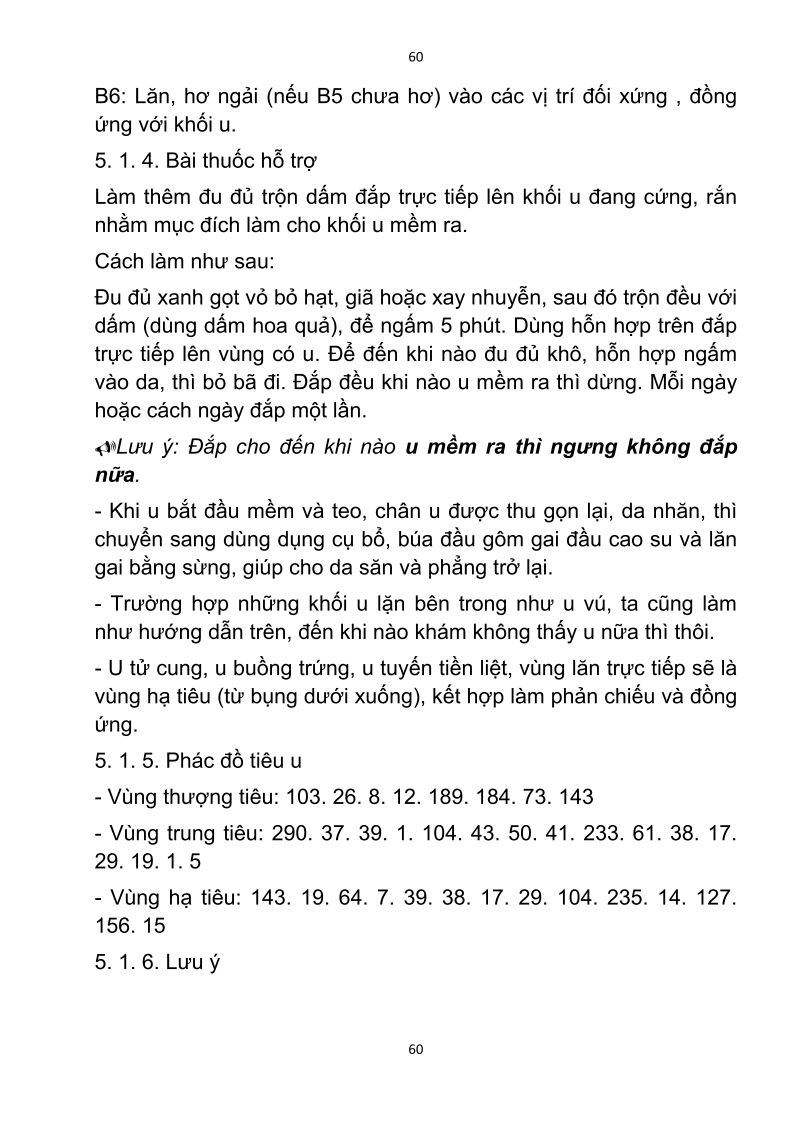 60
B6: Lăn, hơ ngải (nếu B5 chưa hơ) vào các vị trí đối xứng , đồng
ứng với khối u.
5. 1. 4. Bài thuốc hỗ trợ
Làm thêm đu đủ trộn dấm đắp trực tiếp lên khối u đang cứng, rắn
nhằm mục đích làm cho khối u mềm ra.
Cách làm như sau:
Đu đủ xanh gọt vỏ bỏ hạt, giã hoặc xay nhuyễn, sau đó trộn đều với
dấm (dùng dấm hoa quả), để ngấm 5 phút. Dùng hỗn hợp trên đắp
trực tiếp lên vùng có u. Để đến khi nào đu đủ khô, hỗn hợp ngấm
vào da, thì bỏ bã đi. Đắp đều khi nào u mềm ra thì dừng. Mỗi ngày
hoặc cách ngày đắp một lần.
Lưu ý: Đắp cho đến khi nào u mềm ra thì ngưng không đắp
nữa.
- Khi u bắt đầu mềm và teo, chân u được thu gọn lại, da nhăn, thì
chuyển sang dùng dụng cụ bổ, búa đầu gôm gai đầu cao su và lăn
gai bằng sừng, giúp cho da săn và phẳng trở lại.
- Trường hợp những khối u lặn bên trong như u vú, ta cũng làm
như hướng dẫn trên, đến khi nào khám không thấy u nữa thì thôi.
- U tử cung, u buồng trứng, u tuyến tiền liệt, vùng lăn trực tiếp sẽ là
vùng hạ tiêu (từ bụng dưới xuống), kết hợp làm phản chiếu và đồng
ứng.
5. 1. 5. Phác đồ tiêu u
- Vùng thượng tiêu: 103. 26. 8. 12. 189. 184. 73. 143
- Vùng trung tiêu: 290. 37. 39. 1. 104. 43. 50. 41. 233. 61. 38. 17.
29. 19. 1. 5
- Vùng hạ tiêu: 143. 19. 64. 7. 39. 38. 17. 29. 104. 235. 14. 127.
156. 15
5. 1. 6. Lưu ý
60